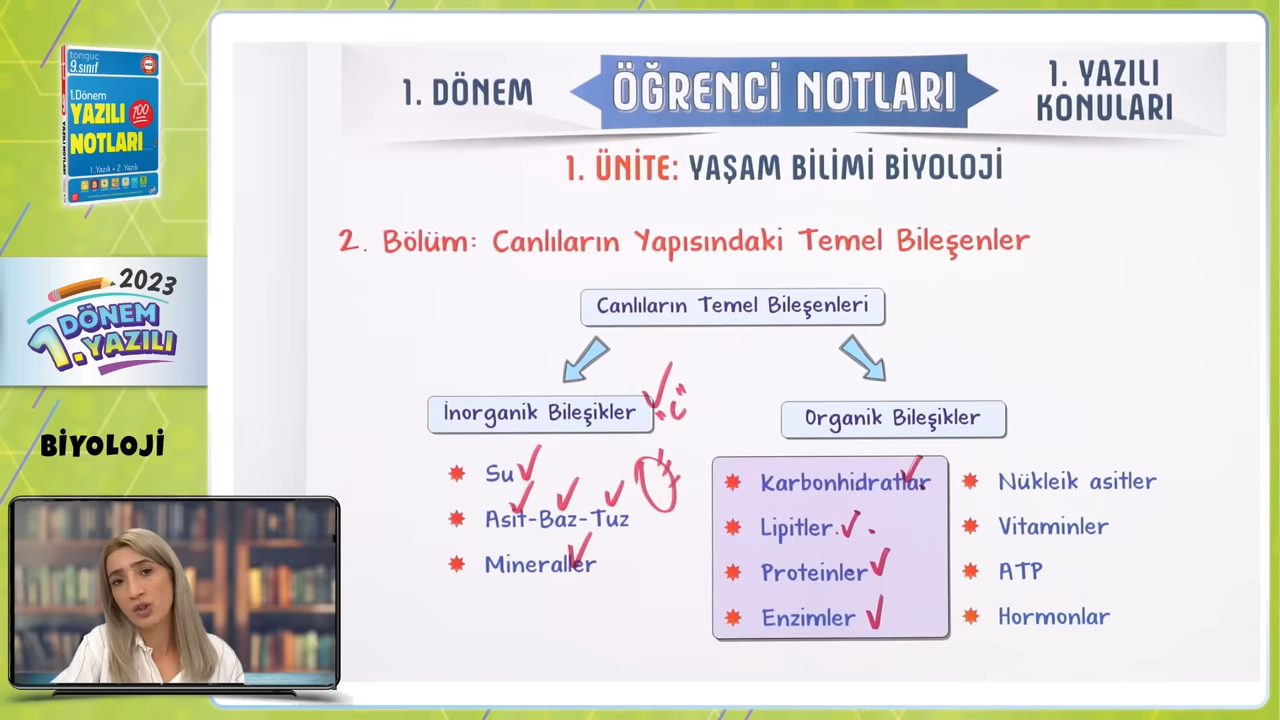 tonguç
9.sınıf
1.Dönem
YAZILI
NOTLARI
100
1.Yazılı + 2.Yazılı
YAZILI NOTLARI
2023
1. DÖNEM
YAZILI
BİYOLOJİ
1. DÖNEM
ÖĞRENCİ NOTLARI
1. YAZILI
KONULARI
1. ÜNİTE: YAŞAM BİLİMİ BİYOLOJİ
2. Bölüm: Canlıların Yapısındaki Temel Bileşenler
Canlıların Temel Bileşenleri
İnorganik Bileşikler
Su
Asit-Baz-Tuz
Mineraller
Organik Bileşikler
Karbonhidratlar
Lipitler
Proteinler
Enzimler
Nükleik asitler
Vitaminler
ATP
Hormonlar